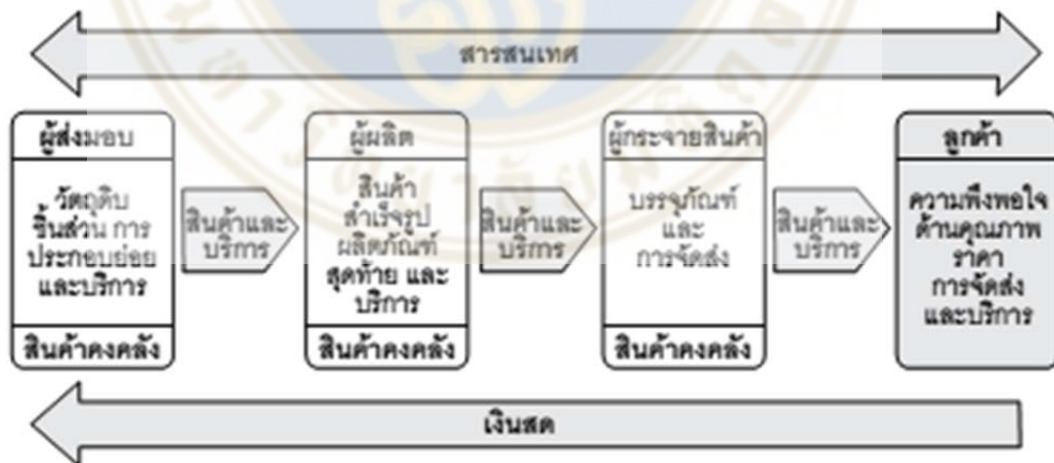 สารสนเทศ
ผู้ส่งมอบ
วัตถุดิบ
ชิ้นส่วน การ
ประกอบย่อย
และบริการ
สินค้าคงคลัง
สินค้าและ
บริการ
ผู้ผลิต
สินค้า
สำเร็จรูป
ผลิตภัณฑ์
สุดท้าย และ
บริการ
สินค้าคงคลัง
สินค้าและ
บริการ
ผู้กระจายสินค้า
บรรจุภัณฑ์
และ
การจัดส่ง
สินค้าคงคลัง
สินค้าและ
บริการ
ลูกค้า
ความพึงพอใจ
ด้านคุณภาพ
ราคา
การจัดส่ง
และบริการ
เงินสด